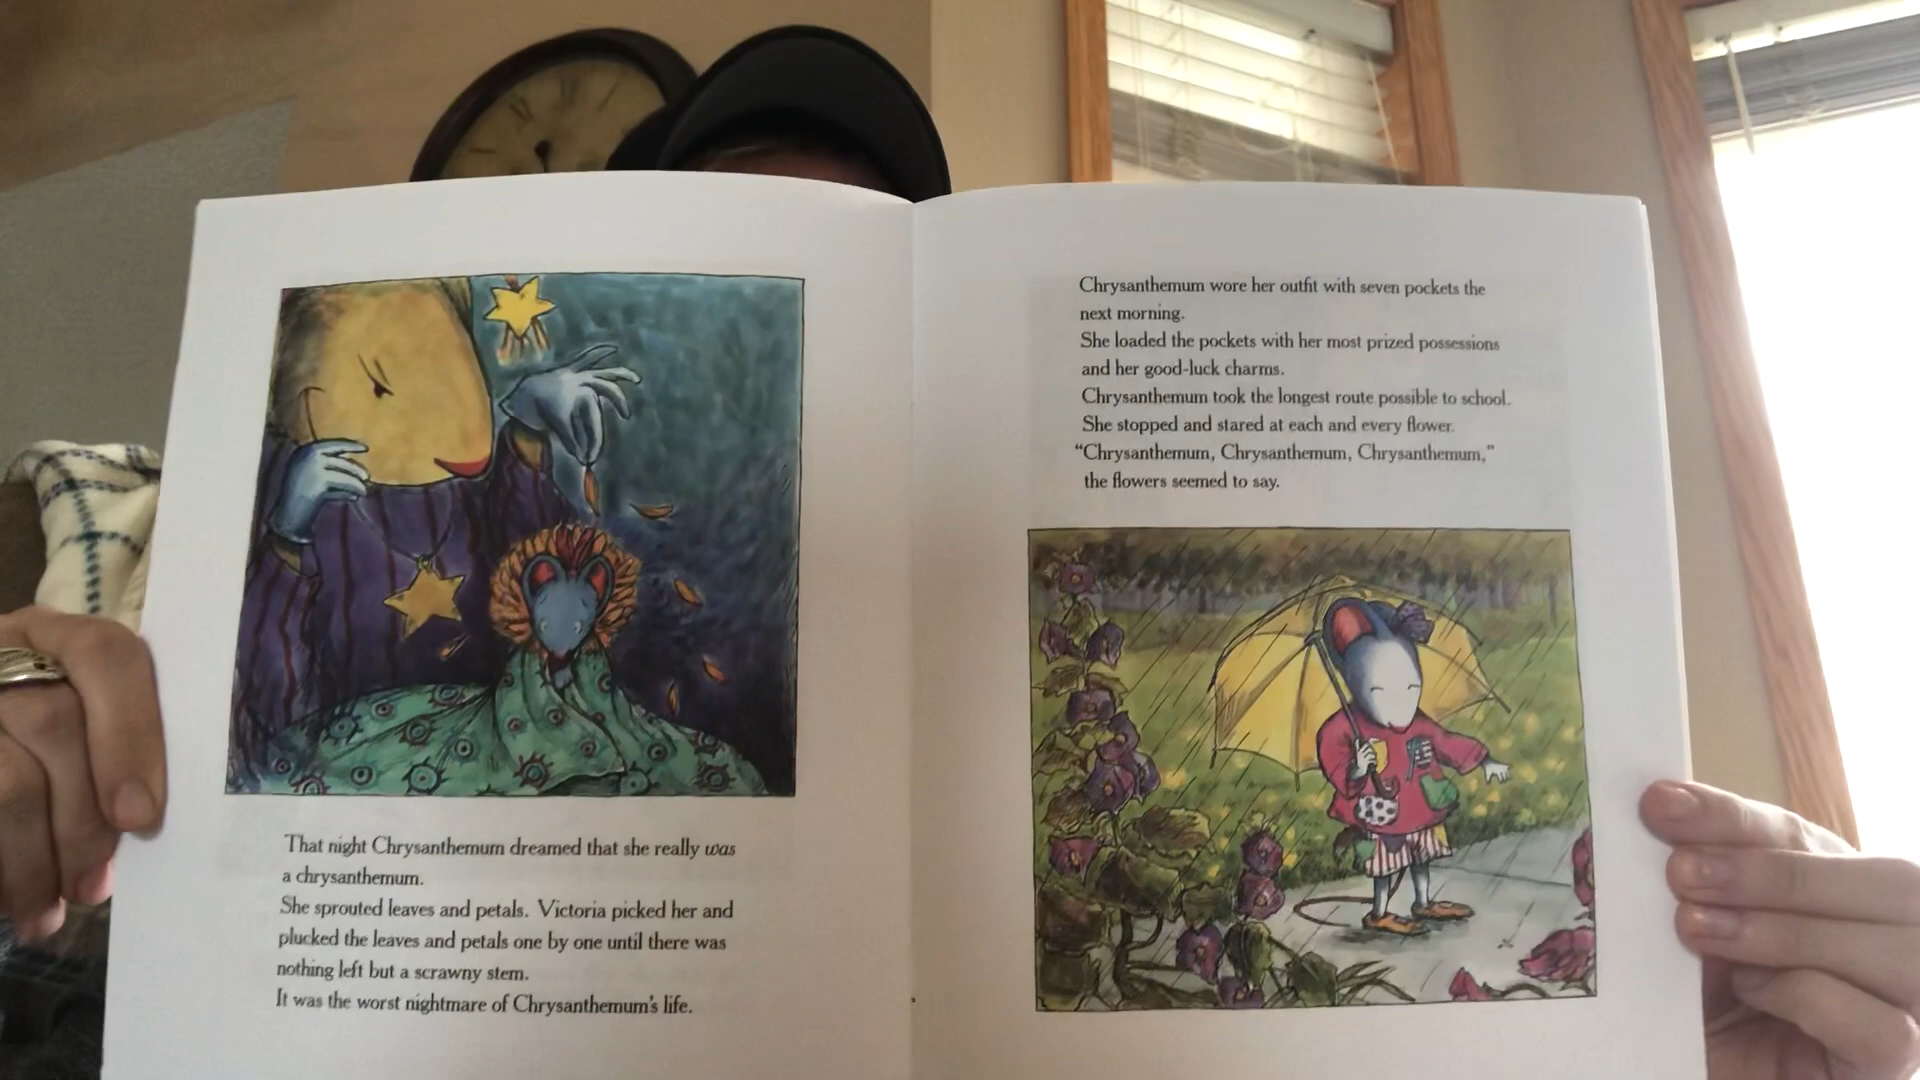 That night Chrysanthemum dreamed that she really was
a chrysanthemum.
She sprouted leaves and petals. Victoria picked her and
plucked the leaves and petals one by one until there was
nothing left but a scrawny stem.
It was the worst nightmare of Chrysanthemum's life.
Chrysanthemum wore her outfit with seven pockets the
next morning.
She loaded the pockets with her most prized possessions
and her good-luck charms.
Chrysanthemum took the longest route possible to school.
She stopped and stared at each and every flower.
“Chrysanthemum, Chrysanthemum, Chrysanthemum,”
the flowers seemed to say.